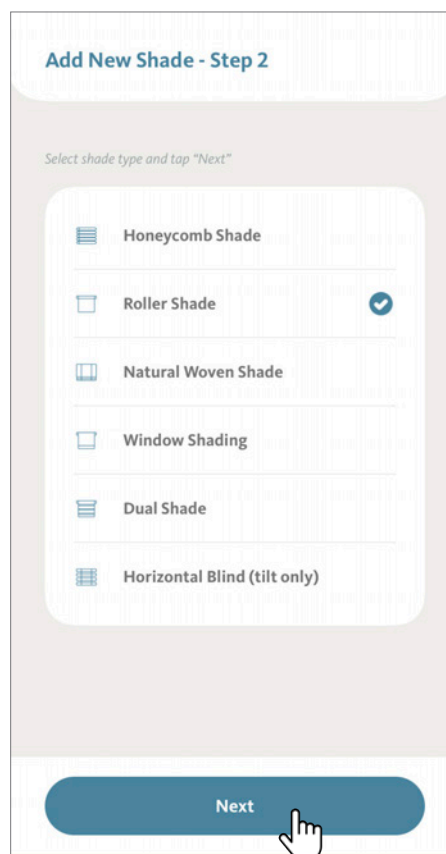 Add New Shade - Step 2
Select shade type and tap “Next”
Honeycomb Shade
Roller Shade
Natural Woven Shade
Window Shading
Dual Shade
Horizontal Blind (tilt only)
Next